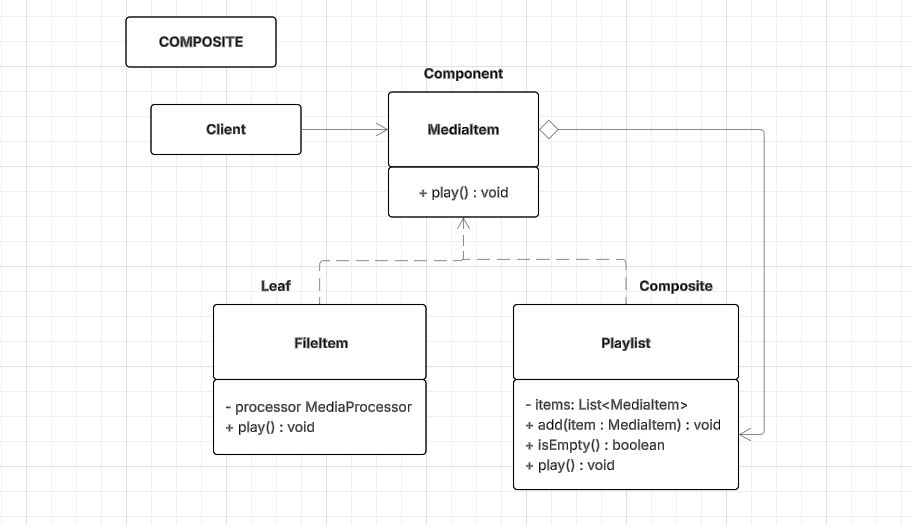 COMPOSITE
Component
Client
MediaItem
+ play() : void
Leaf
Composite
FileItem
- processor MediaProcessor
+ play() : void
Playlist
- items: List<MediaItem>
+ add(item : MediaItem) : void
+ isEmpty() : boolean
+ play() : void